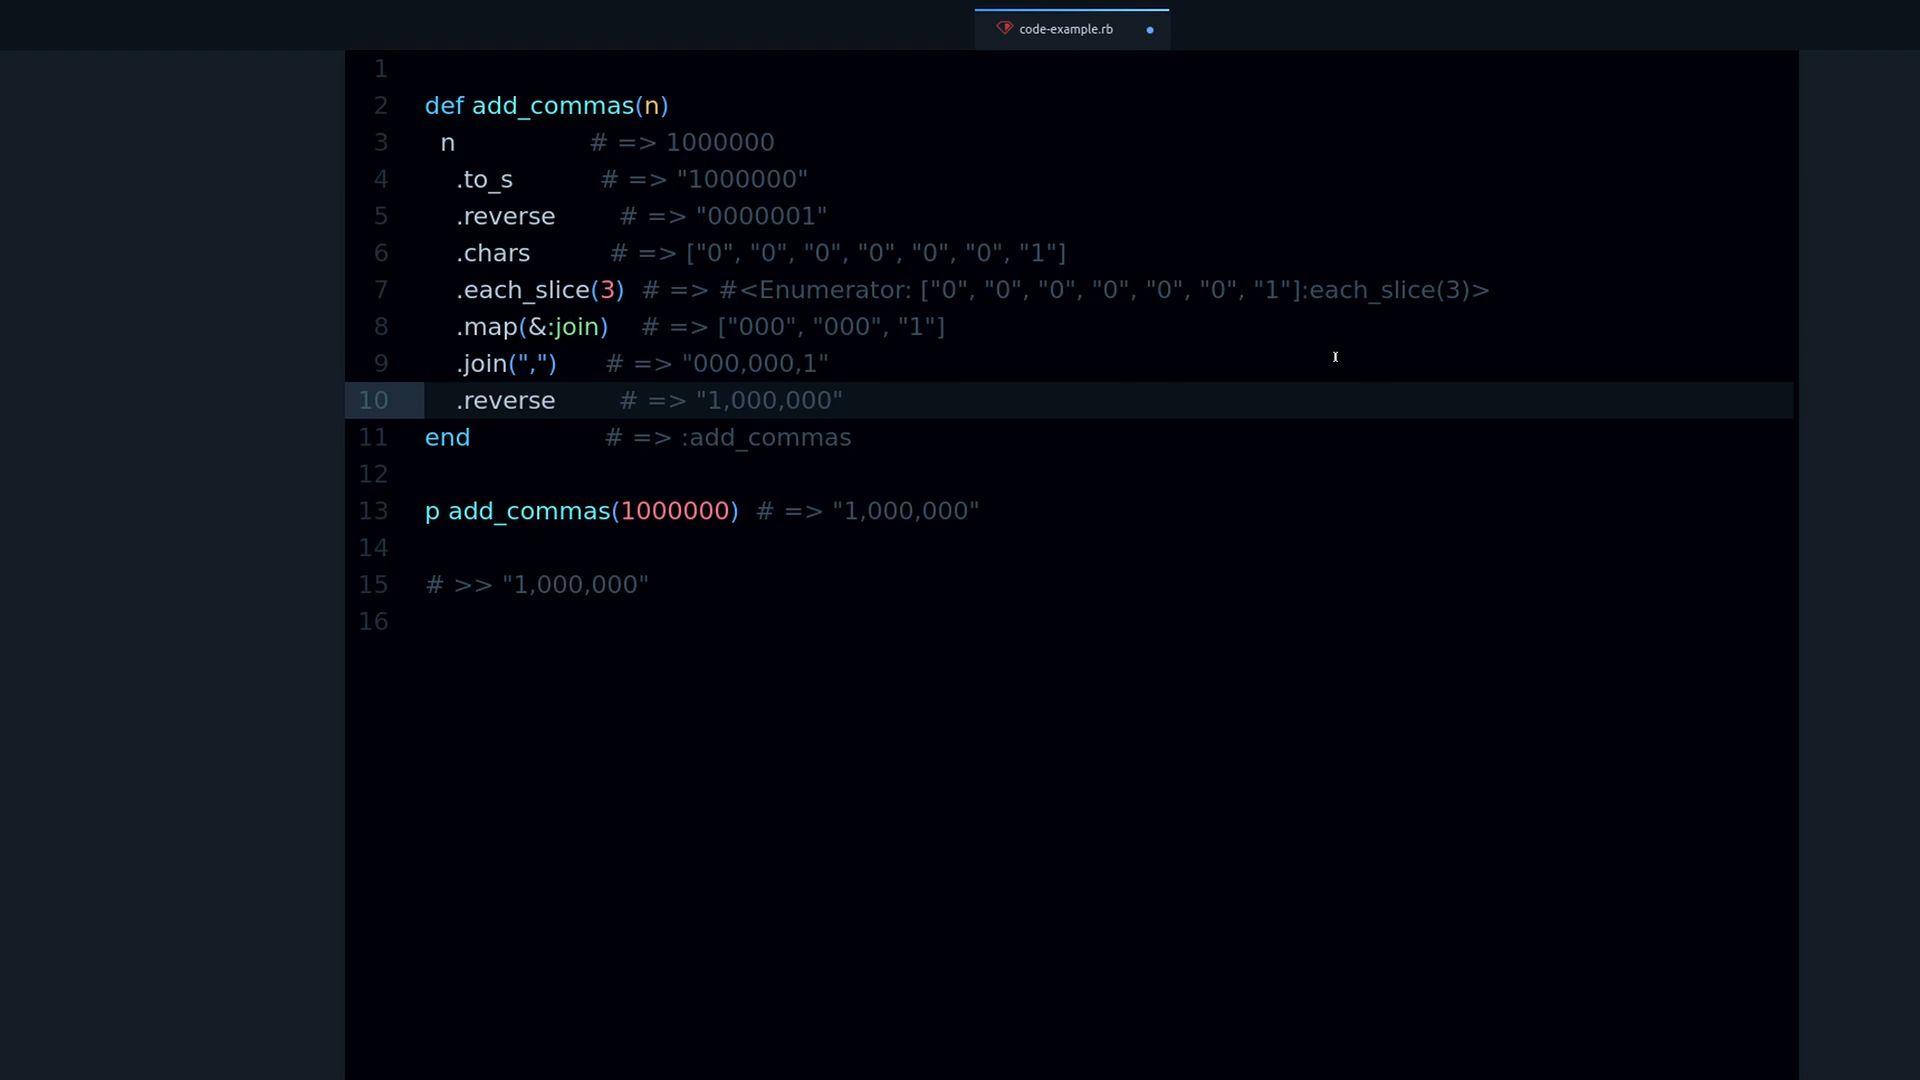 code-example.rb
1
2 def add_commas(n)
3 n # => 1000000
4 .to_s # => "1000000"
5 .reverse # => "0000001"
6 .chars # => ["0", "0", "0", "0", "0", "0", "1"]
7 .each_slice(3) # => #<Enumerator: ["0", "0", "0", "0", "0", "0", "1"]:each_slice(3)>
8 .map(&:join) # => ["000", "000", "1"]
9 .join(",") # => "000,000,1"
10 .reverse # => "1,000,000"
11 end # => :add_commas
12
13 p add_commas(1000000) # => "1,000,000"
14
15 # >> "1,000,000"
16